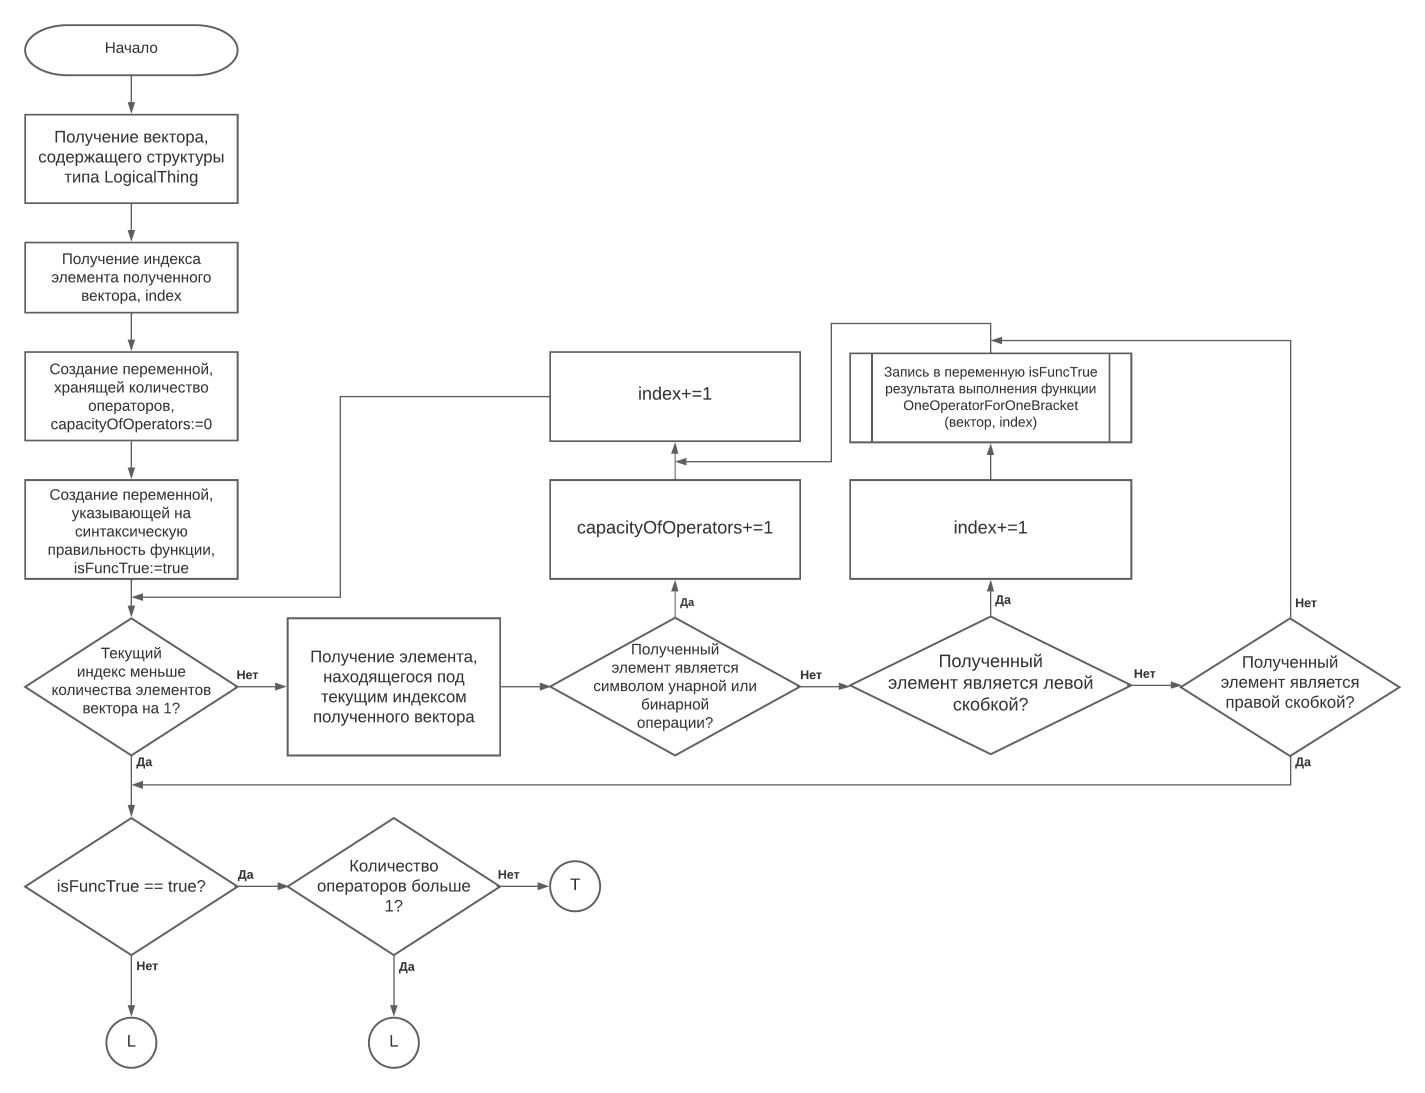 Начало
Получение вектора,
содержащего структуры
типа LogicalThing
Получение индекса
элемента полученного
вектора, index
Создание переменной,
хранящей количество
операторов,
capacityOfOperators:=0
Создание переменной,
указывающей на
синтаксическую
правильность функции,
isFuncTrue:=true
index+=1
Запись в переменную isFuncTrue
результата выполнения функции
OneOperatorForOneBracket
(вектор, index)
capacityOfOperators+=1
index+=1
Да
Да
Нет
Текущий
индекс меньше
количества элементов
вектора на 1?
Нет
Получение элемента,
находящегося под
текущим индексом
полученного вектора
Полученный
элемент является
символом унарной или
бинарной
операции?
Нет
Полученный
элемент является левой
скобкой?
Нет
Полученный
элемент является
правой скобкой?
Да
Да
isFuncTrue == true?
Да
Количество
операторов больше
1?
Нет
T
Нет
Да
L
L